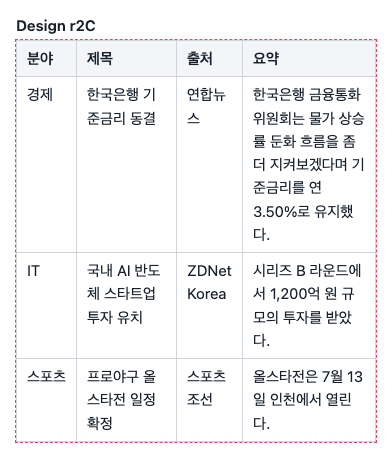 Design r2C
분야 제목 출처 요약
경제 한국은행 기 연합뉴 한국은행 금융통화
준금리 동결 스 위원회는 물가 상승
률 둔화 흐름을 좀
더 지켜보겠다며 기
준금리를 연
3.50%로 유지했
다.
IT 국내 AI 반도 ZDNet 시리즈 B 라운드에
체 스타트업 Korea 서 1,200억 원 규
투자 유치 모의 투자를 받았
다.
스포츠 프로야구 올 스포츠 올스타전은 7월 13
스타전 일정 조선 일 인천에서 열린
확정 다.